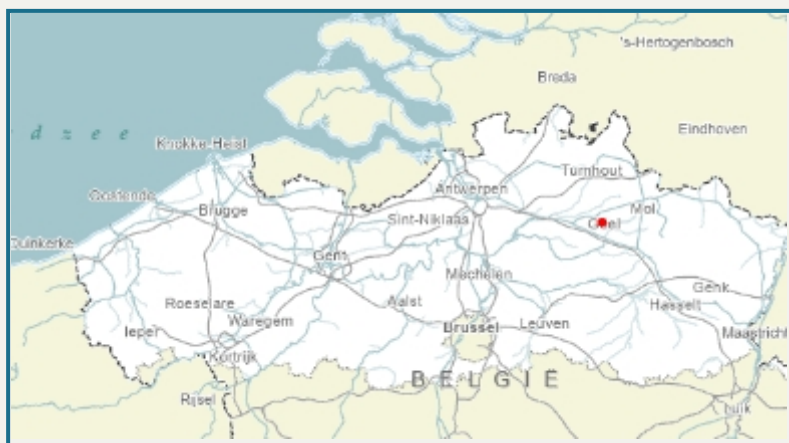 's-Hertogenbosch
Breda
Eindhoven
d z e e
Knokke-Heist
Turnhout
Antwerpen
Oostende
Mol
Brugge
Sint-Niklaas
Geel
Duinkerke
Gent
Mechelen
Genk
Roeselare
Aalst
Hasselt
Waregem
Brussel
Leuven
Ieper
Maastricht
Kortrijk
BELGIË
Rijsel
Luik